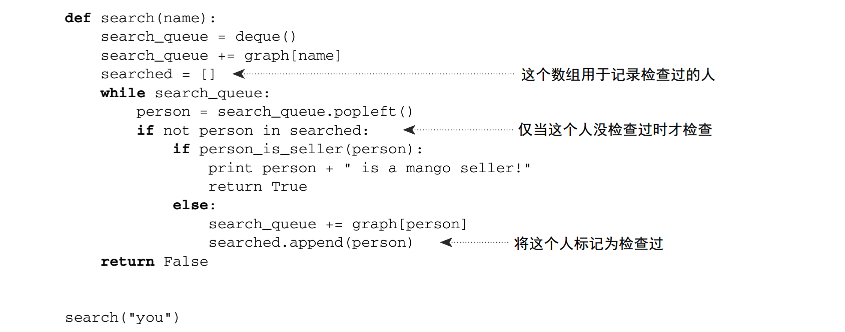 def search(name):
    search_queue = deque()
    search_queue += graph[name]
    searched = [] 这个数组用于记录检查过的人
    while search_queue:
        person = search_queue.popleft()
        if not person in searched: 仅当这个人没检查过时才检查
            if person_is_seller(person):
                print person + " is a mango seller!"
                return True
            else:
                search_queue += graph[person]
                searched.append(person) 将这个人标记为检查过
    return False
search("you")